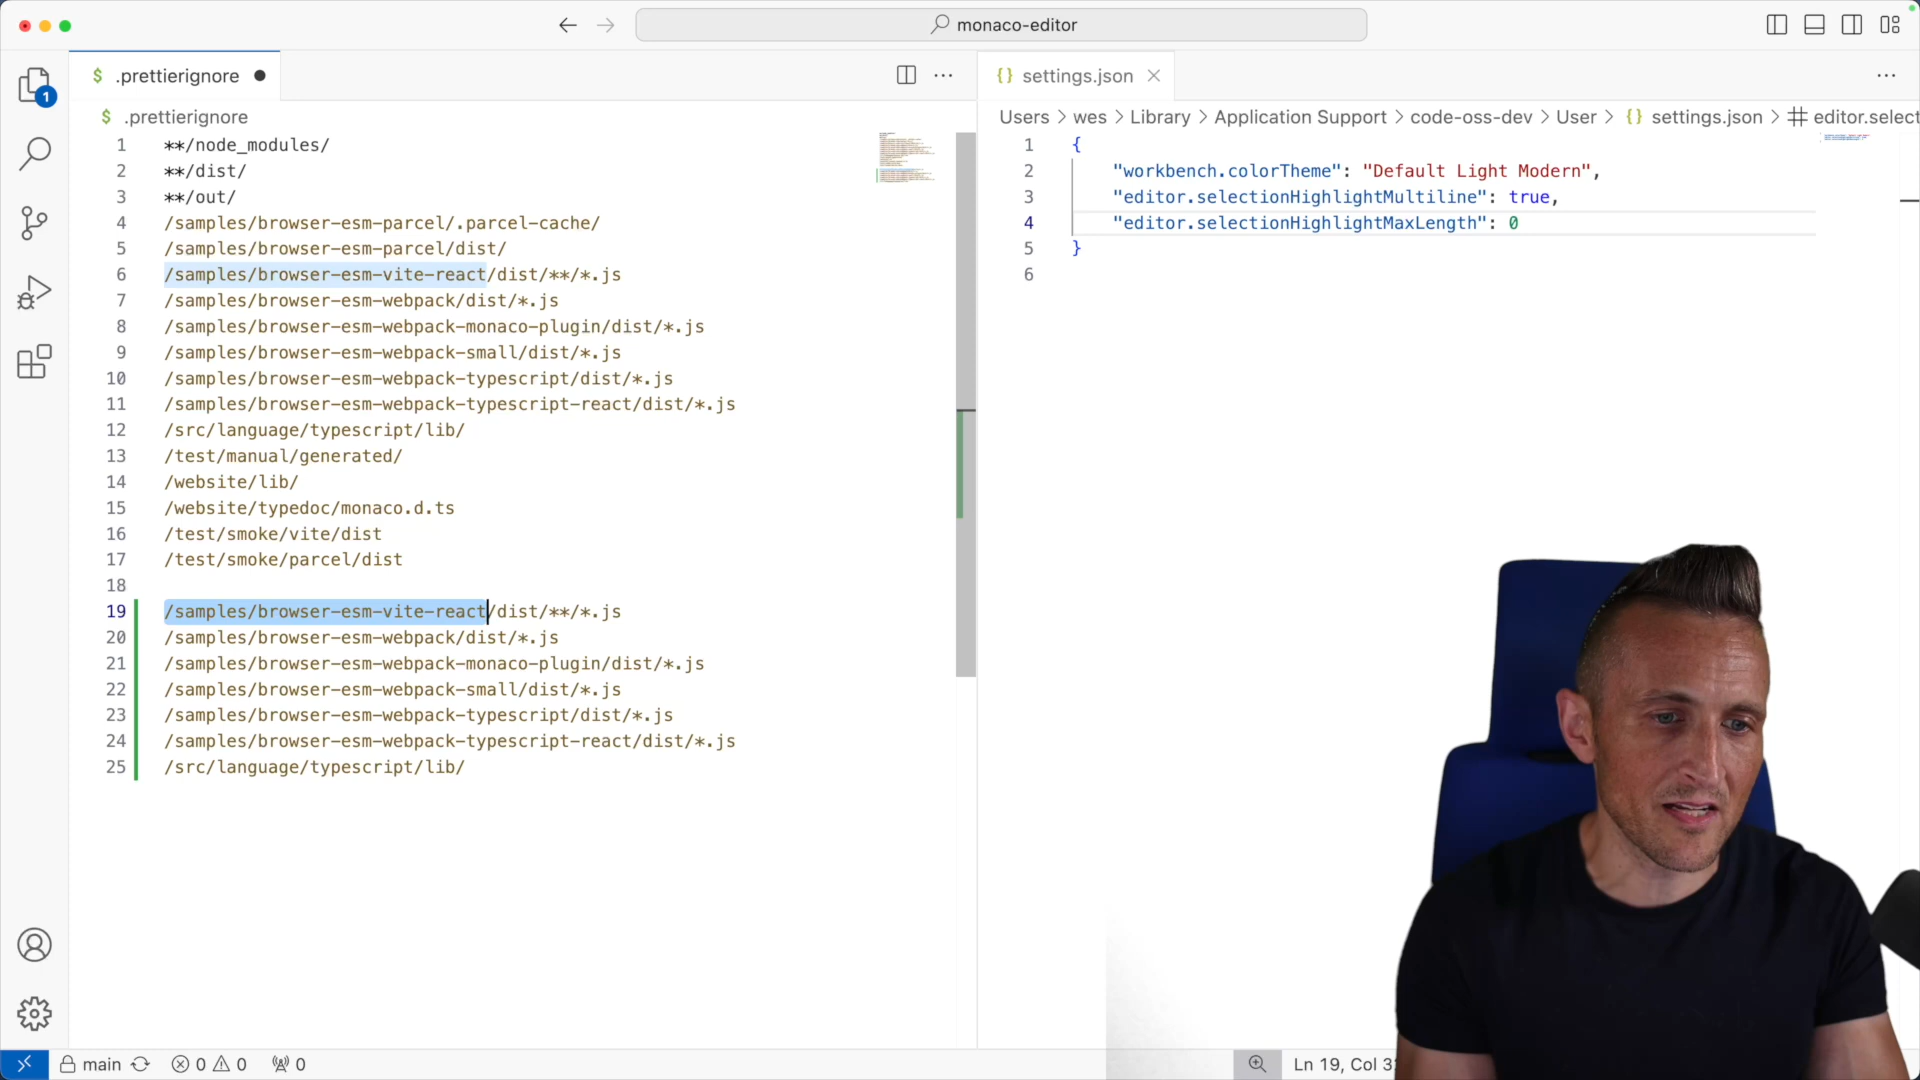 monaco-editor
.prettierignore
settings.json
1
.prettierignore
Users > wes > Library > Application Support > code-oss-dev > User > {} settings.json > editor.select
1 **/node_modules/
2 **/dist/
3 **/out/
4 /samples/browser-esm-parcel/.parcel-cache/
5 /samples/browser-esm-parcel/dist/
6 /samples/browser-esm-vite-react/dist/**/*.js
7 /samples/browser-esm-webpack/dist/*.js
8 /samples/browser-esm-webpack-monaco-plugin/dist/*.js
9 /samples/browser-esm-webpack-small/dist/*.js
10 /samples/browser-esm-webpack-typescript/dist/*.js
11 /samples/browser-esm-webpack-typescript-react/dist/*.js
12 /src/language/typescript/lib/
13 /test/manual/generated/
14 /website/lib/
15 /website/typedoc/monaco.d.ts
16 /test/smoke/vite/dist
17 /test/smoke/parcel/dist
18
19 /samples/browser-esm-vite-react/dist/**/*.js
20 /samples/browser-esm-webpack/dist/*.js
21 /samples/browser-esm-webpack-monaco-plugin/dist/*.js
22 /samples/browser-esm-webpack-small/dist/*.js
23 /samples/browser-esm-webpack-typescript/dist/*.js
24 /samples/browser-esm-webpack-typescript-react/dist/*.js
25 /src/language/typescript/lib/
1 {
2 "workbench.colorTheme": "Default Light Modern",
3 "editor.selectionHighlightMultiline": true,
4 "editor.selectionHighlightMaxLength": 0
5 }
6
main 0 0 0
Ln 19, Col